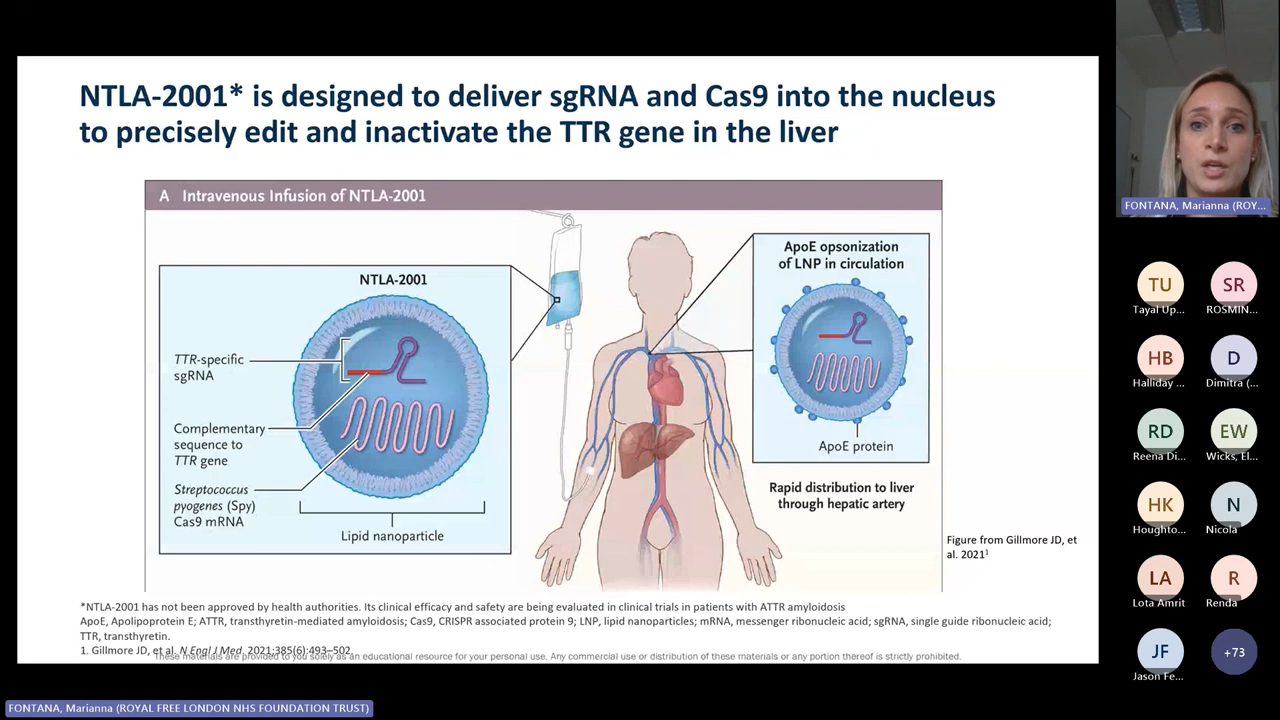 NTLA-2001* is designed to deliver sgRNA and Cas9 into the nucleus
to precisely edit and inactivate the TTR gene in the liver
A Intravenous Infusion of NTLA-2001
NTLA-2001
TTR-specific
sgRNA
Complementary
sequence to
TTR gene
Streptococcus
pyogenes (Spy)
Cas9 mRNA
Lipid nanoparticle
ApoE opsonization
of LNP in circulation
ApoE protein
Rapid distribution to liver
through hepatic artery
Figure from Gillmore JD, et
al. 2021¹
*NTLA-2001 has not been approved by health authorities. Its clinical efficacy and safety are being evaluated in clinical trials in patients with ATTR amyloidosis
ApoE, Apolipoprotein E; ATTR, transthyretin-mediated amyloidosis; Cas9, CRISPR associated protein 9; LNP, lipid nanoparticles; mRNA, messenger ribonucleic acid; sgRNA, single guide ribonucleic acid;
TTR, transthyretin.
1. Gillmore JD, et al. N Engl J Med. 2021;385(6):493–502
These materials are provided to you solely as an educational resource for your personal use. Any commercial use or distribution of these materials or any portion thereof is strictly prohibited.
FONTANA, Marianna (ROY...
TU
Tayal Up...
SR
ROSMIN...
HB
Halliday ...
D
Dimitra (...
RD
Reena Di...
EW
Wicks, El...
HK
Houghto...
N
Nicola
LA
Lota Amrit
R
Renda
JF
Jason Fe...
+73
FONTANA, Marianna (ROYAL FREE LONDON NHS FOUNDATION TRUST)